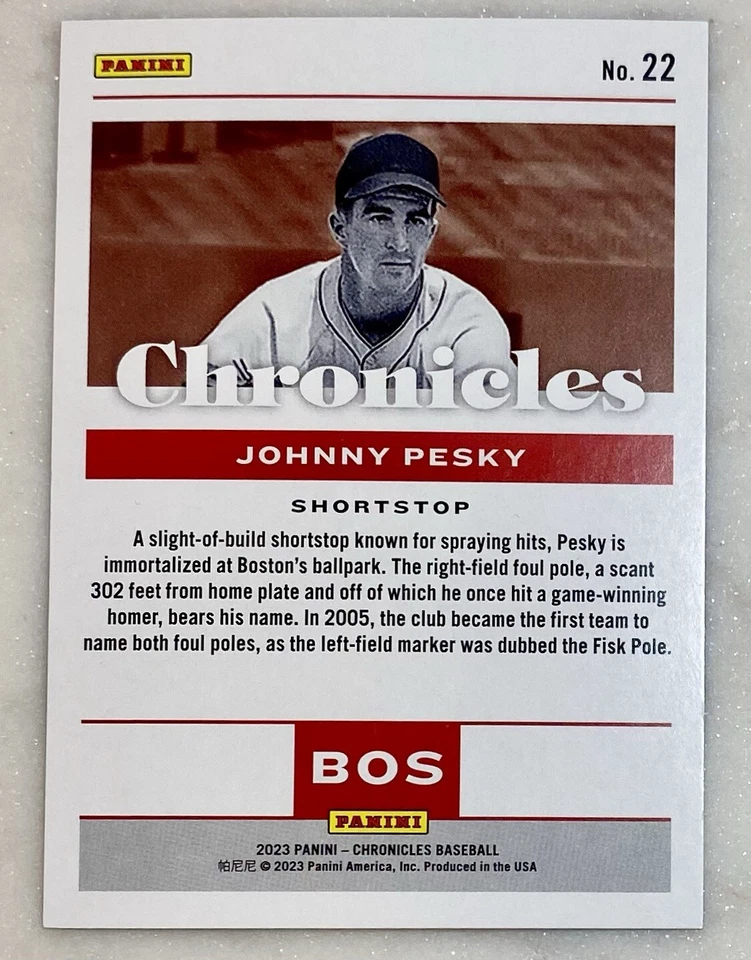 PANINI
No. 22
Chronicles
JOHNNY PESKY
SHORTSTOP
A slight-of-build shortstop known for spraying hits, Pesky is
immortalized at Boston's ballpark. The right-field foul pole, a scant
302 feet from home plate and off of which he once hit a game-winning
homer, bears his name. In 2005, the club became the first team to
name both foul poles, as the left-field marker was dubbed the Fisk Pole.
BOS
PANINI
2023 PANINI – CHRONICLES BASEBALL
帕尼尼 © 2023 Panini America, Inc. Produced in the USA